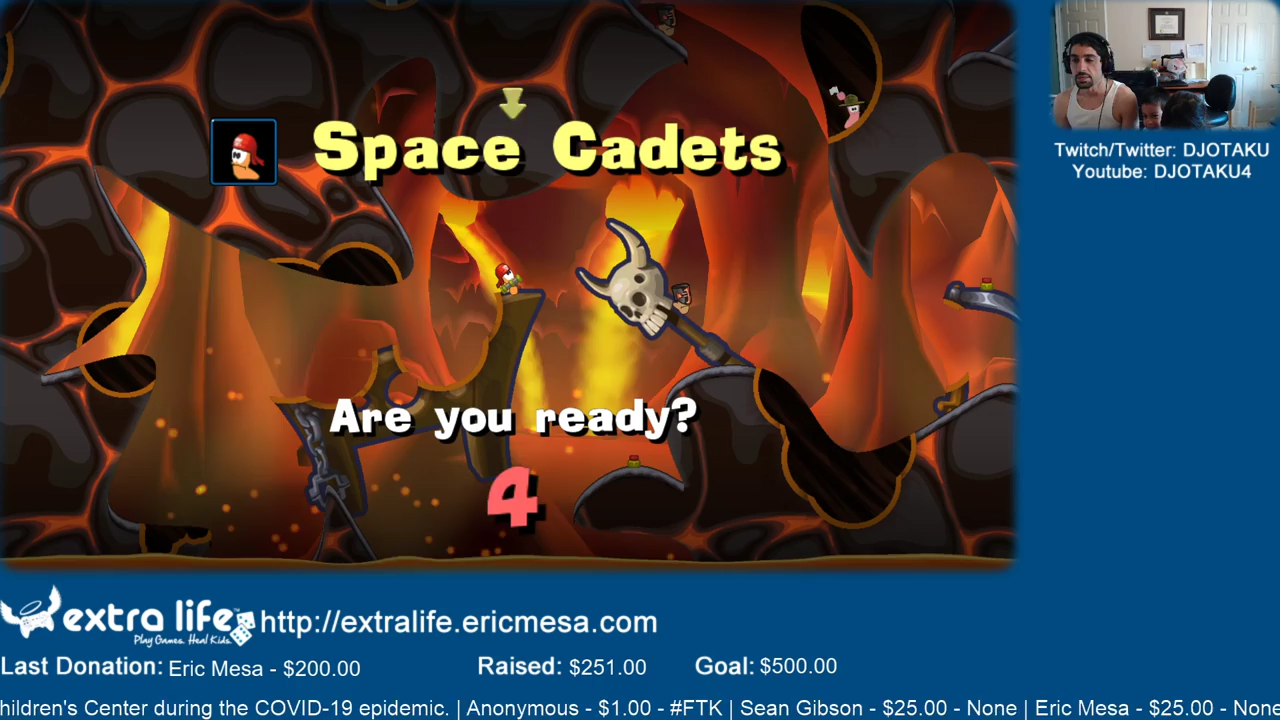 Space Cadets
Are you ready?
4
Twitch/Twitter: DJOTAKU
Youtube: DJOTAKU4
extra life™
Play Games. Heal Kids.
http://extralife.ericmesa.com
Last Donation: Eric Mesa - $200.00
Raised: $251.00
Goal: $500.00
hildren's Center during the COVID-19 epidemic. | Anonymous - $1.00 - #FTK | Sean Gibson - $25.00 - None | Eric Mesa - $25.00 - None